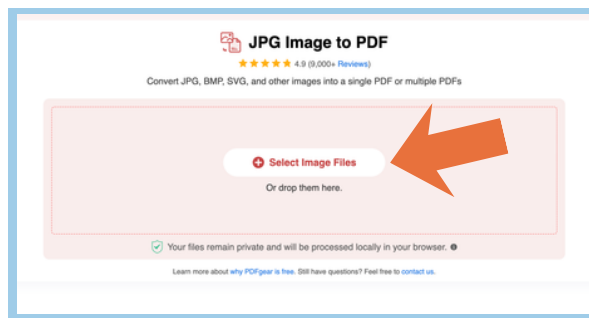 JPG Image to PDF
4.9 (9,000+ Reviews)
Convert JPG, BMP, SVG, and other images into a single PDF or multiple PDFs
Select Image Files
Or drop them here.
Your files remain private and will be processed locally in your browser.
Learn more about why PDFgear is free. Still have questions? Feel free to contact us.